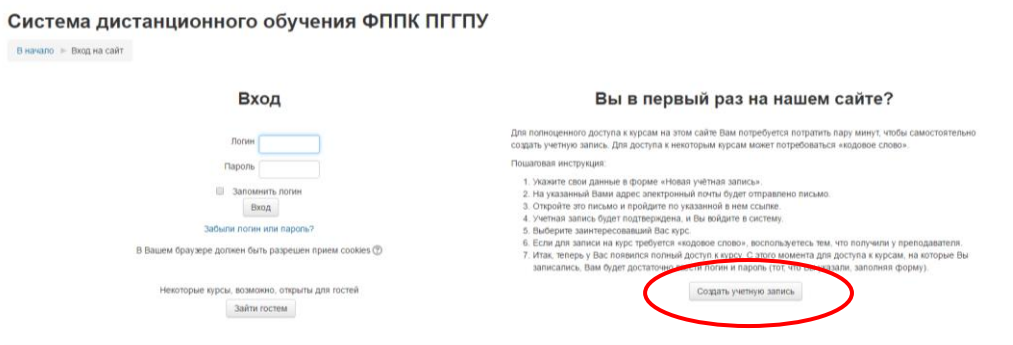 Система дистанционного обучения ФППК ПГГПУ
В начало ► Вход на сайт
Вход
Логин
Пароль
Запомнить логин
Вход
Забыли логин или пароль?
В Вашем браузере должен быть разрешен прием cookies
Некоторые курсы, возможно, открыты для гостей
Зайти гостем
Вы в первый раз на нашем сайте?
Для полноценного доступа к курсам на этом сайте Вам потребуется потратить пару минут, чтобы самостоятельно
создать учетную запись. Для доступа к некоторым курсам может потребоваться «кодовое слово».
Пошаговая инструкция:
1. Укажите свои данные в форме «Новая учётная запись».
2. На указанный Вами адрес электронный почты будет отправлено письмо.
3. Откройте это письмо и пройдите по указанной в нем ссылке.
4. Учетная запись будет подтверждена, и Вы войдите в систему.
5. Выберите заинтересовавший Вас курс.
6. Если для записи на курс требуется «кодовое слово», воспользуетесь тем, что получили у преподавателя.
7. Итак, теперь у Вас появился полный доступ к курсу. С этого момента для доступа к курсам, на которые Вы
записались, Вам будет достаточно ввести логин и пароль (тот, что Вы указали, заполняя форму).
Создать учетную запись